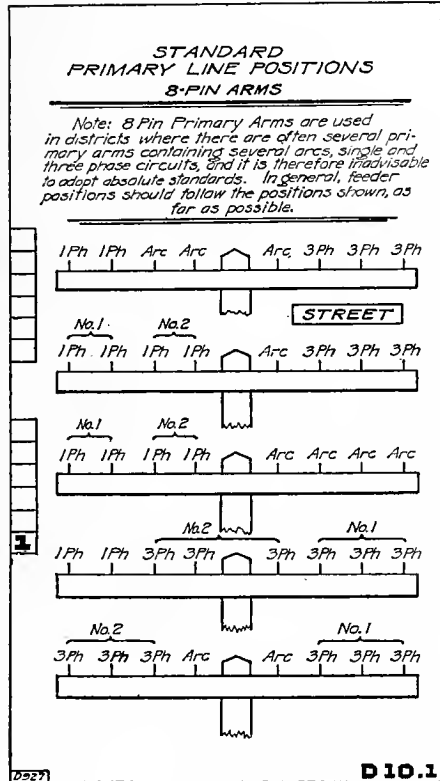 STANDARD
PRIMARY LINE POSITIONS
8-PIN ARMS
Note: 8 Pin Primary Arms are used
in districts where there are often several pri-
mary arms containing several arcs, single and
three phase circuits, and it is therefore inadvisable
to adopt absolute standards. In general, feeder
positions should follow the positions shown, as
far as possible.
1Ph 1Ph Arc Arc Arc 3Ph 3Ph 3Ph
STREET
No.1 No.2
1Ph 1Ph 1Ph 1Ph Arc 3Ph 3Ph 3Ph
No.1 No.2
1Ph 1Ph 1Ph 1Ph Arc Arc Arc Arc
No.2 No.1
1Ph 1Ph 3Ph 3Ph 3Ph 3Ph 3Ph 3Ph
1
No.2 No.1
3Ph 3Ph 3Ph Arc Arc 3Ph 3Ph 3Ph
D927
D10.1